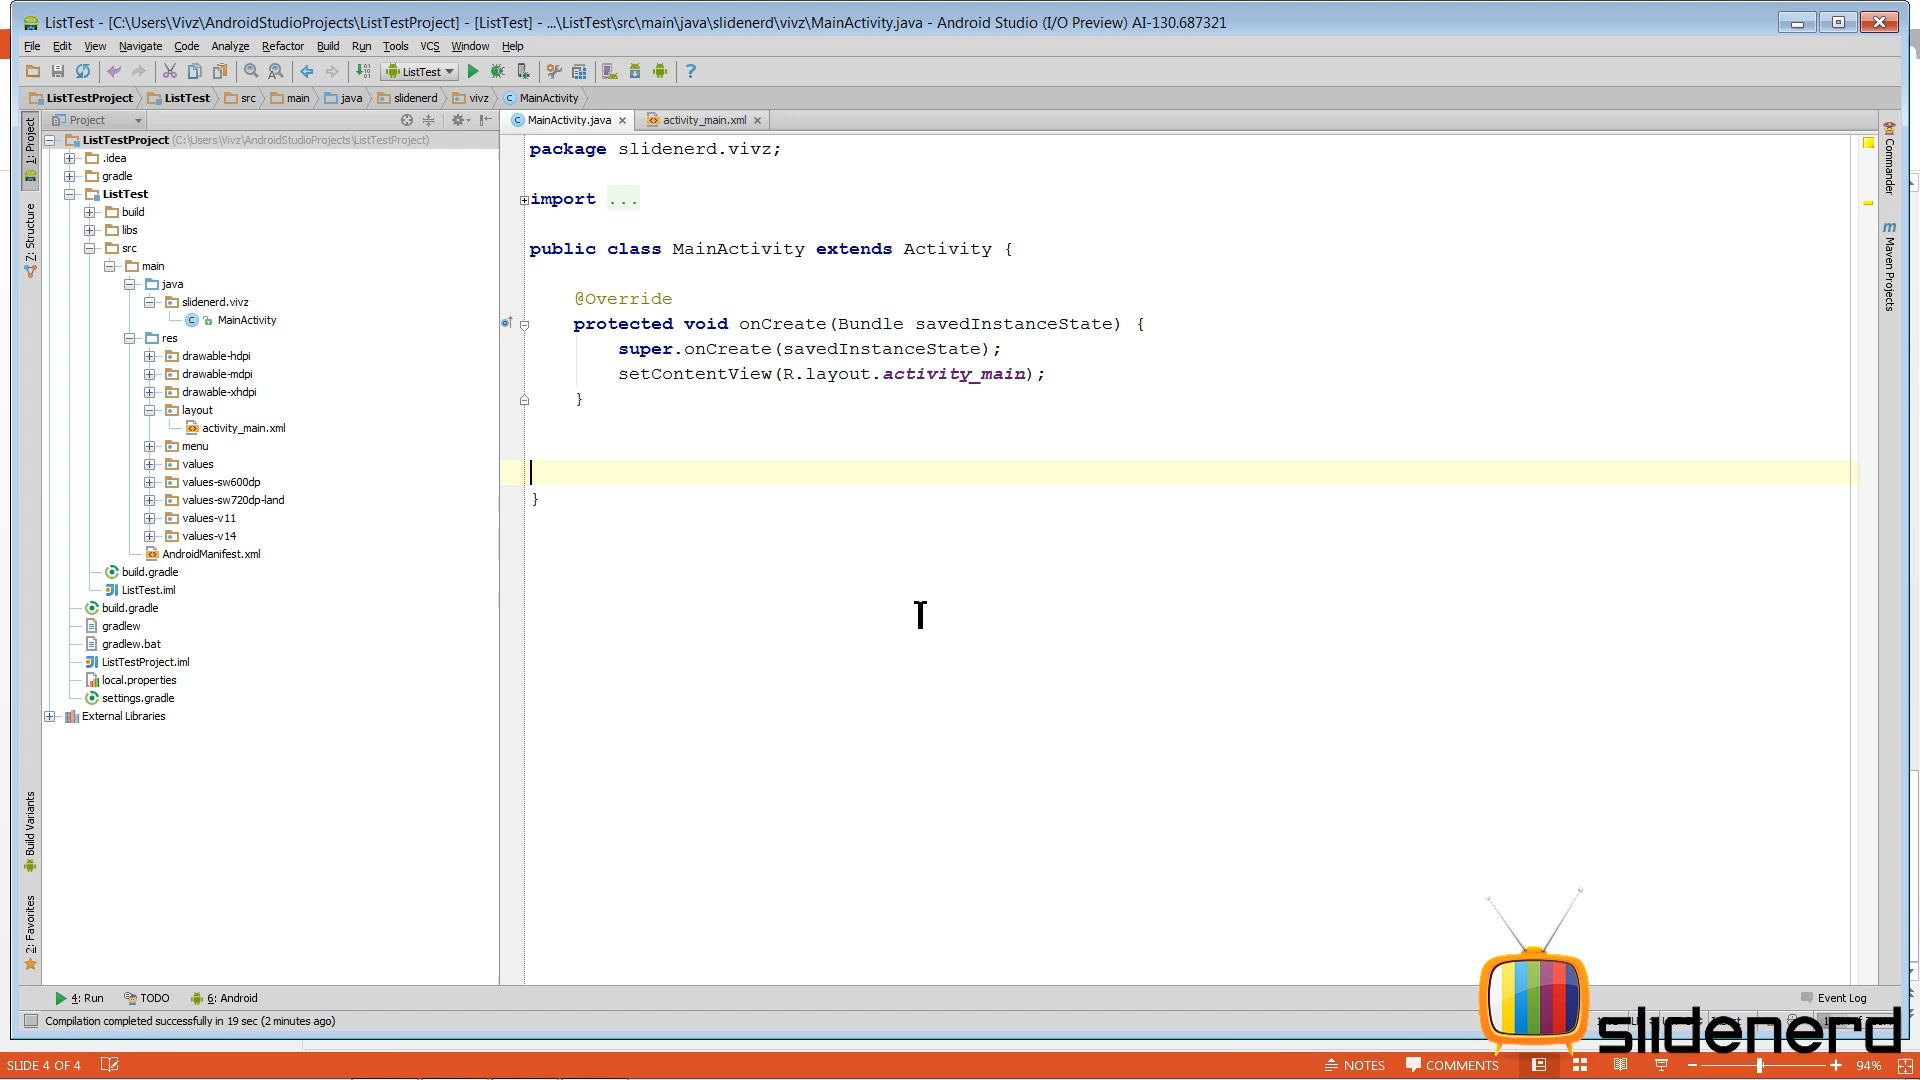 ListTest - [C:\Users\Vivz\AndroidStudioProjects\ListTestProject] - [ListTest] - ...\ListTest\src\main\java\slidenerd\vivz\MainActivity.java - Android Studio (I/O Preview) AI-130.687321
File Edit View Navigate Code Analyze Refactor Build Run Tools VCS Window Help
ListTest
ListTestProject ListTest src main java slidenerd vivz MainActivity
Project
MainActivity.java activity_main.xml
ListTestProject (C:\Users\Vivz\AndroidStudioProjects\ListTestProject)
.idea
gradle
ListTest
build
libs
src
main
java
slidenerd.vivz
MainActivity
res
drawable-hdpi
drawable-mdpi
drawable-xhdpi
layout
activity_main.xml
menu
values
values-sw600dp
values-sw720dp-land
values-v11
values-v14
AndroidManifest.xml
build.gradle
ListTest.iml
build.gradle
gradlew
gradlew.bat
ListTestProject.iml
local.properties
settings.gradle
External Libraries
1: Project
7: Structure
Build Variants
2: Favorites
package slidenerd.vivz;
import ...
public class MainActivity extends Activity {
@Override
protected void onCreate(Bundle savedInstanceState) {
super.onCreate(savedInstanceState);
setContentView(R.layout.activity_main);
}
}
Commander
Maven Projects
4: Run TODO 6: Android Event Log
Compilation completed successfully in 19 sec (2 minutes ago)
slidenerd
SLIDE 4 OF 4 NOTES COMMENTS 94%